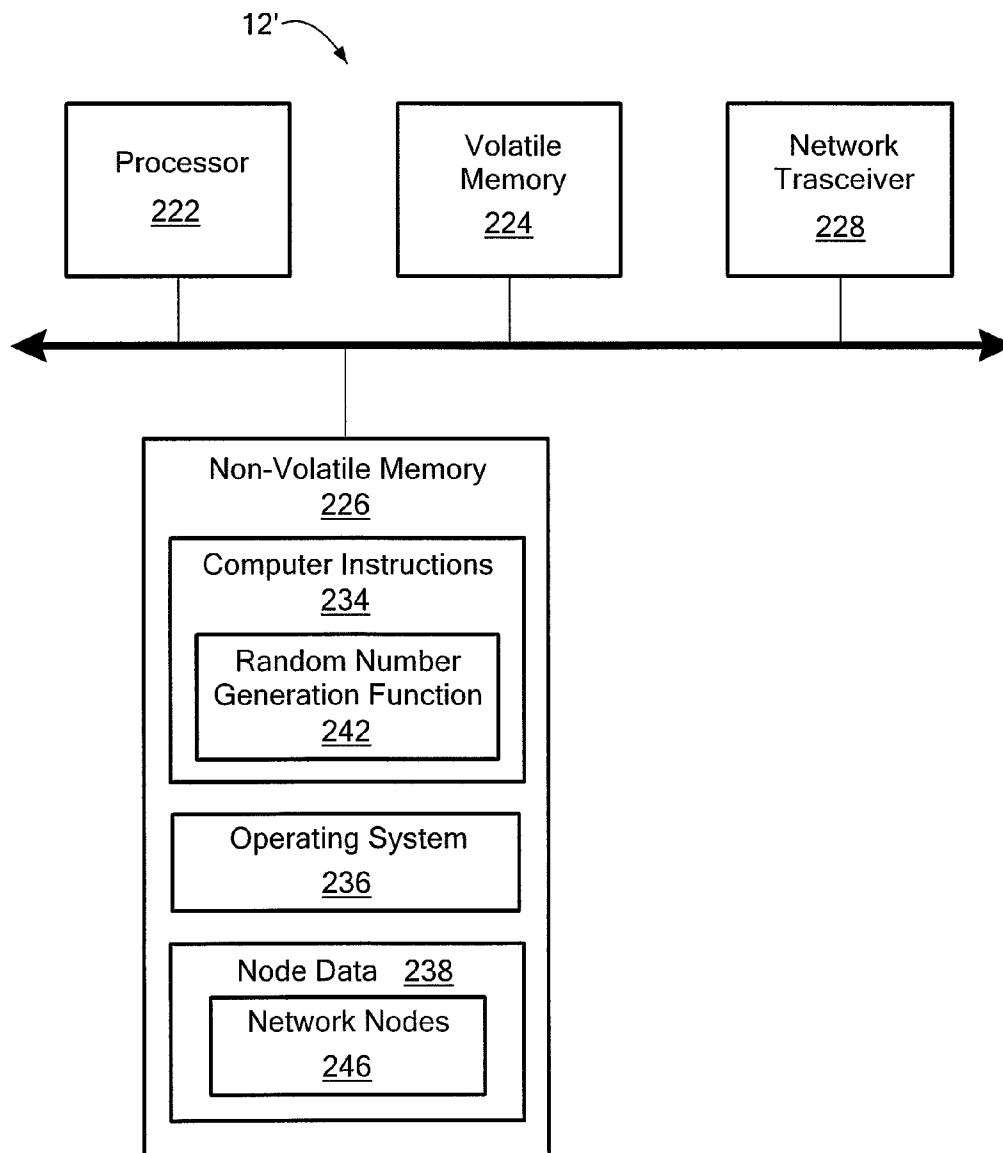 12'
Processor
222
Volatile
Memory
224
Network
Trasceiver
228
Non-Volatile Memory
226
Computer Instructions
234
Random Number
Generation Function
242
Operating System
236
Node Data 238
Network Nodes
246